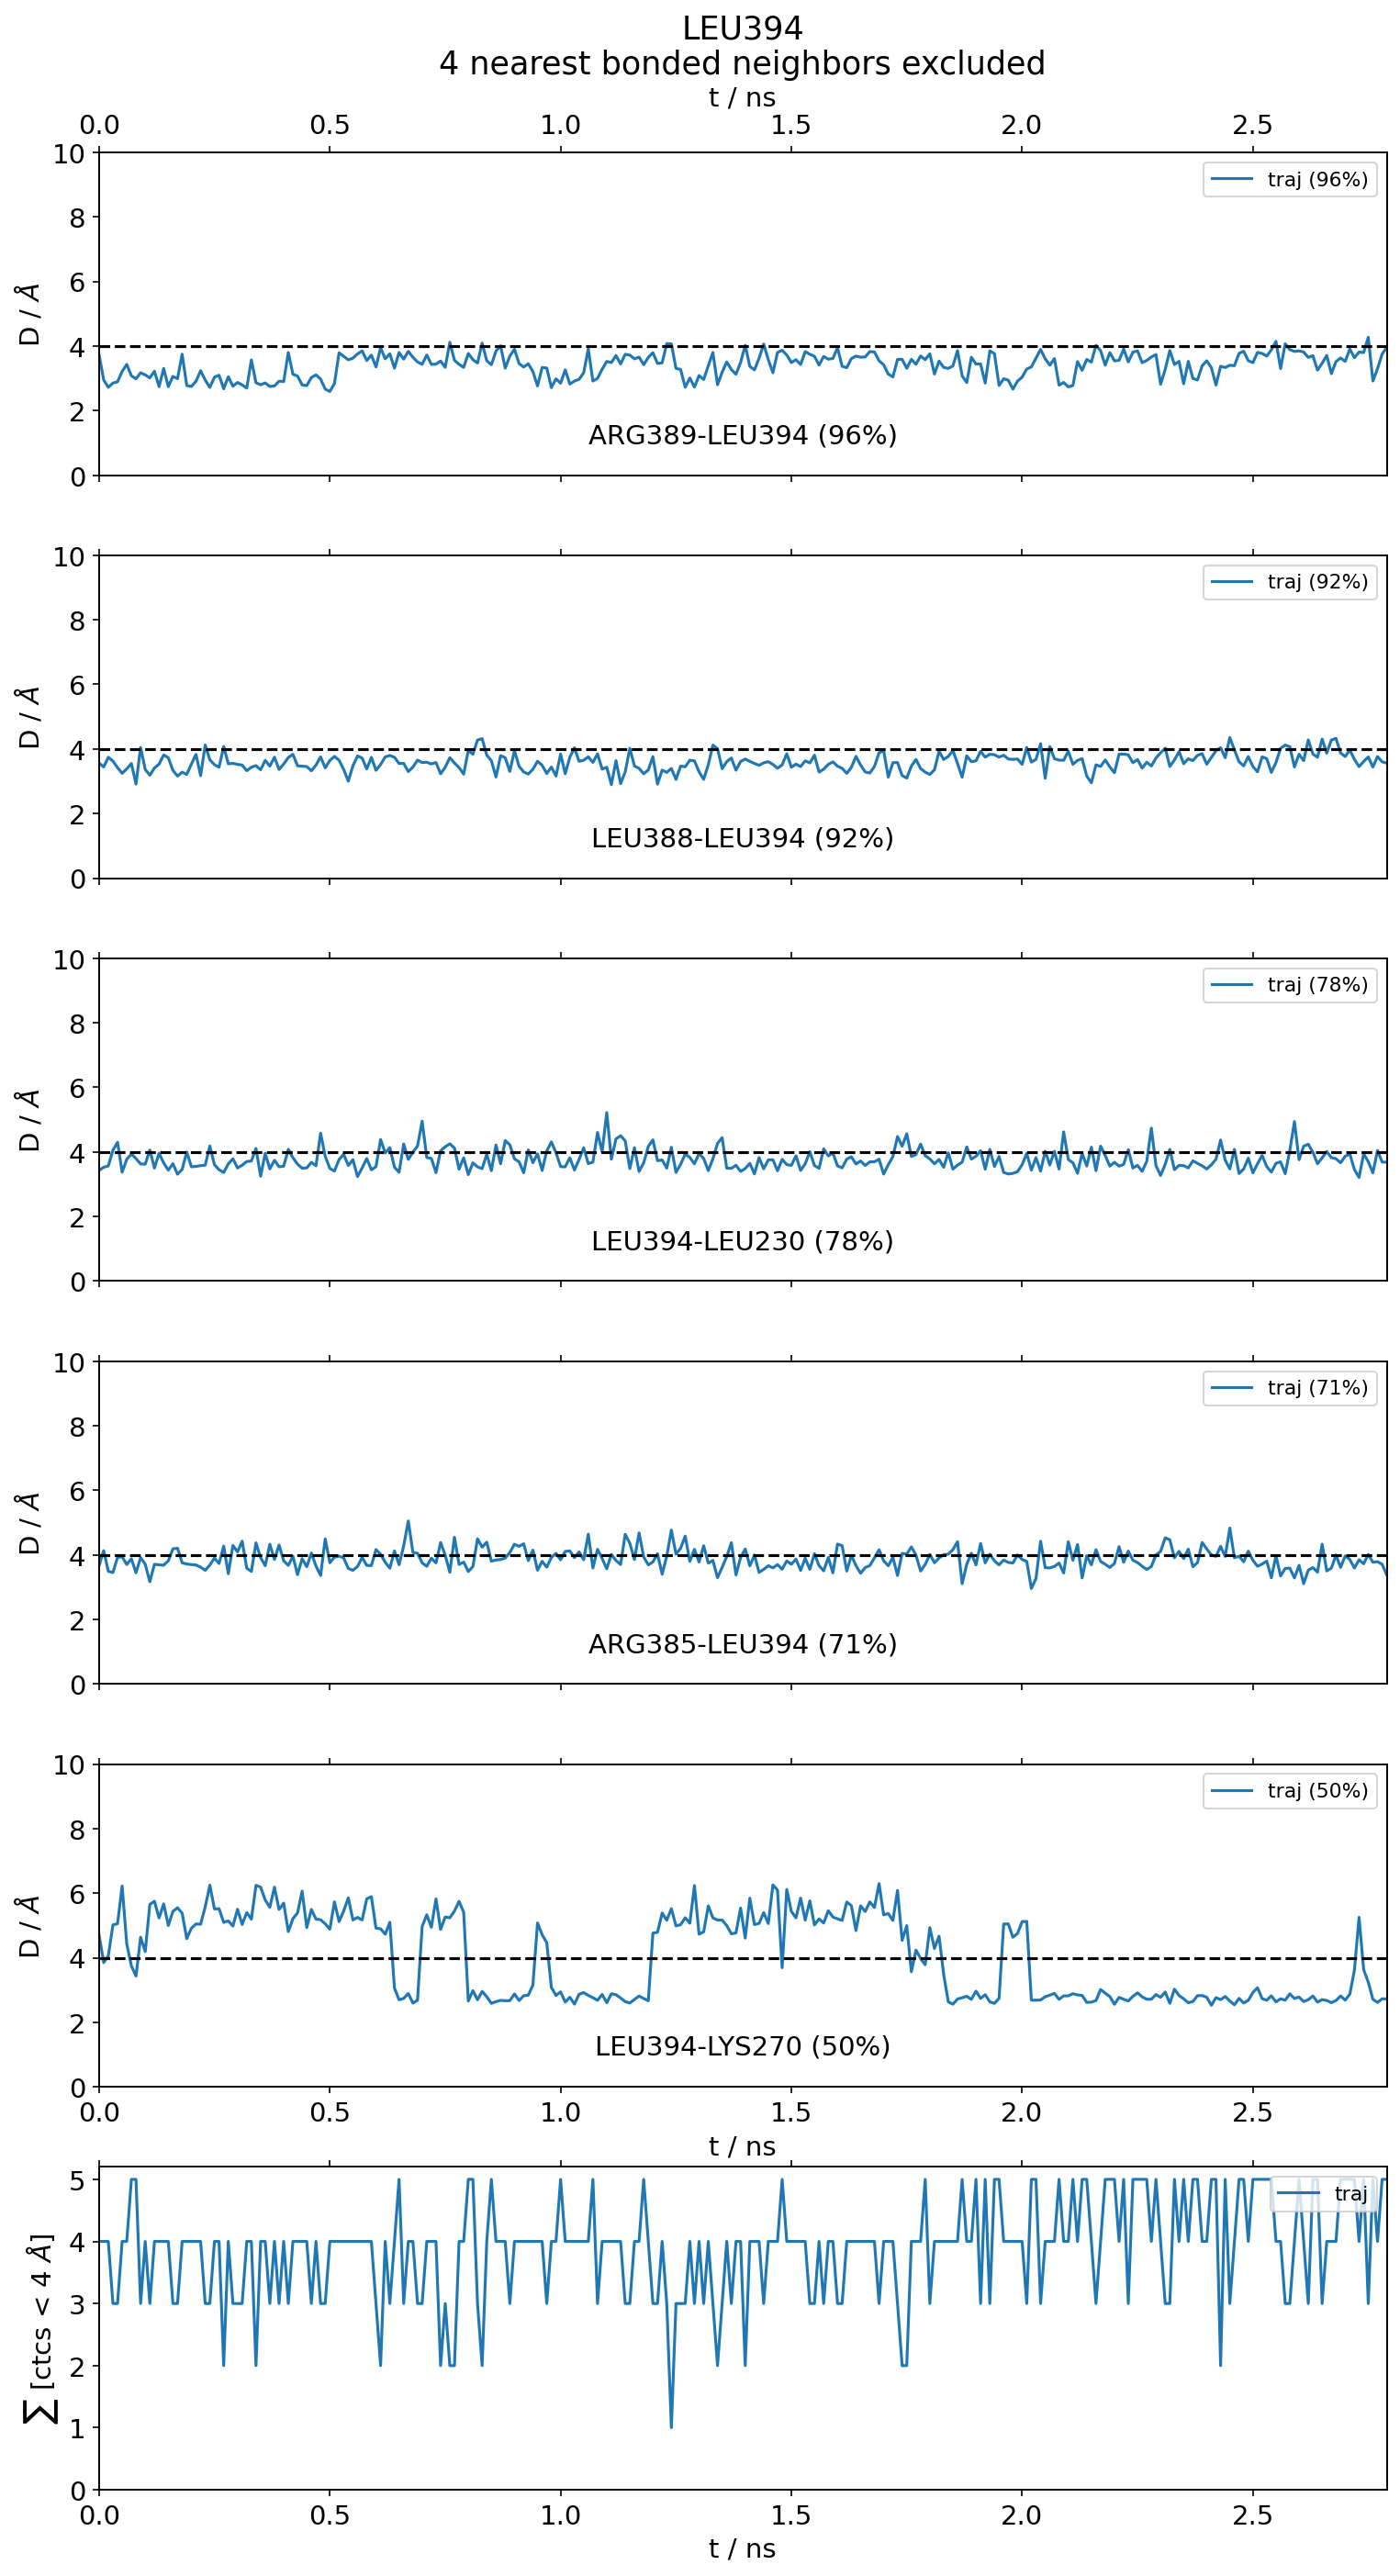 LEU394
4 nearest bonded neighbors excluded
t / ns
0.0 0.5 1.0 1.5 2.0 2.5
10
8
6
4
2
0
D / Å
traj (96%)
ARG389-LEU394 (96%)
10
8
6
4
2
0
D / Å
traj (92%)
LEU388-LEU394 (92%)
10
8
6
4
2
0
D / Å
traj (78%)
LEU394-LEU230 (78%)
10
8
6
4
2
0
D / Å
traj (71%)
ARG385-LEU394 (71%)
10
8
6
4
2
0
D / Å
traj (50%)
LEU394-LYS270 (50%)
0.0 0.5 1.0 1.5 2.0 2.5
t / ns
5
4
3
2
1
0
∑ [ctcs < 4 Å]
traj
0.0 0.5 1.0 1.5 2.0 2.5
t / ns